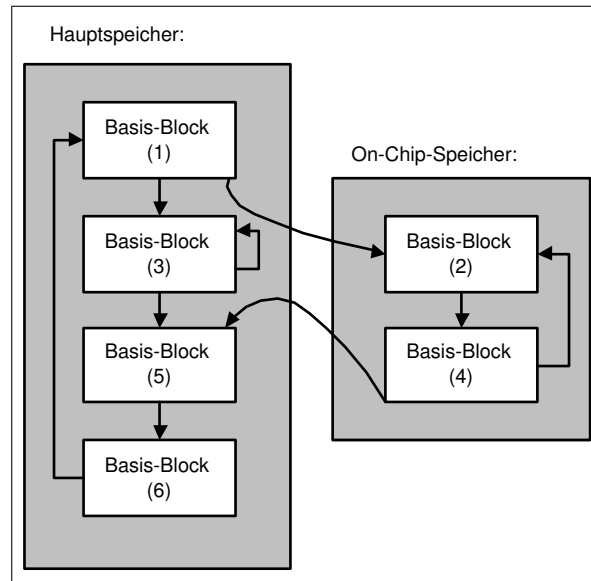 Hauptspeicher:
Basis-Block
(1)
Basis-Block
(3)
Basis-Block
(5)
Basis-Block
(6)
On-Chip-Speicher:
Basis-Block
(2)
Basis-Block
(4)